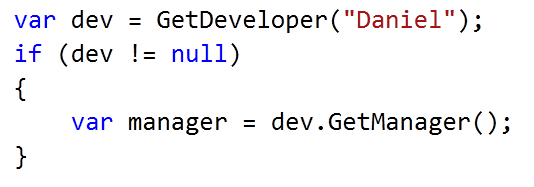 var dev = GetDeveloper("Daniel");
if (dev != null)
{
    var manager = dev.GetManager();
}